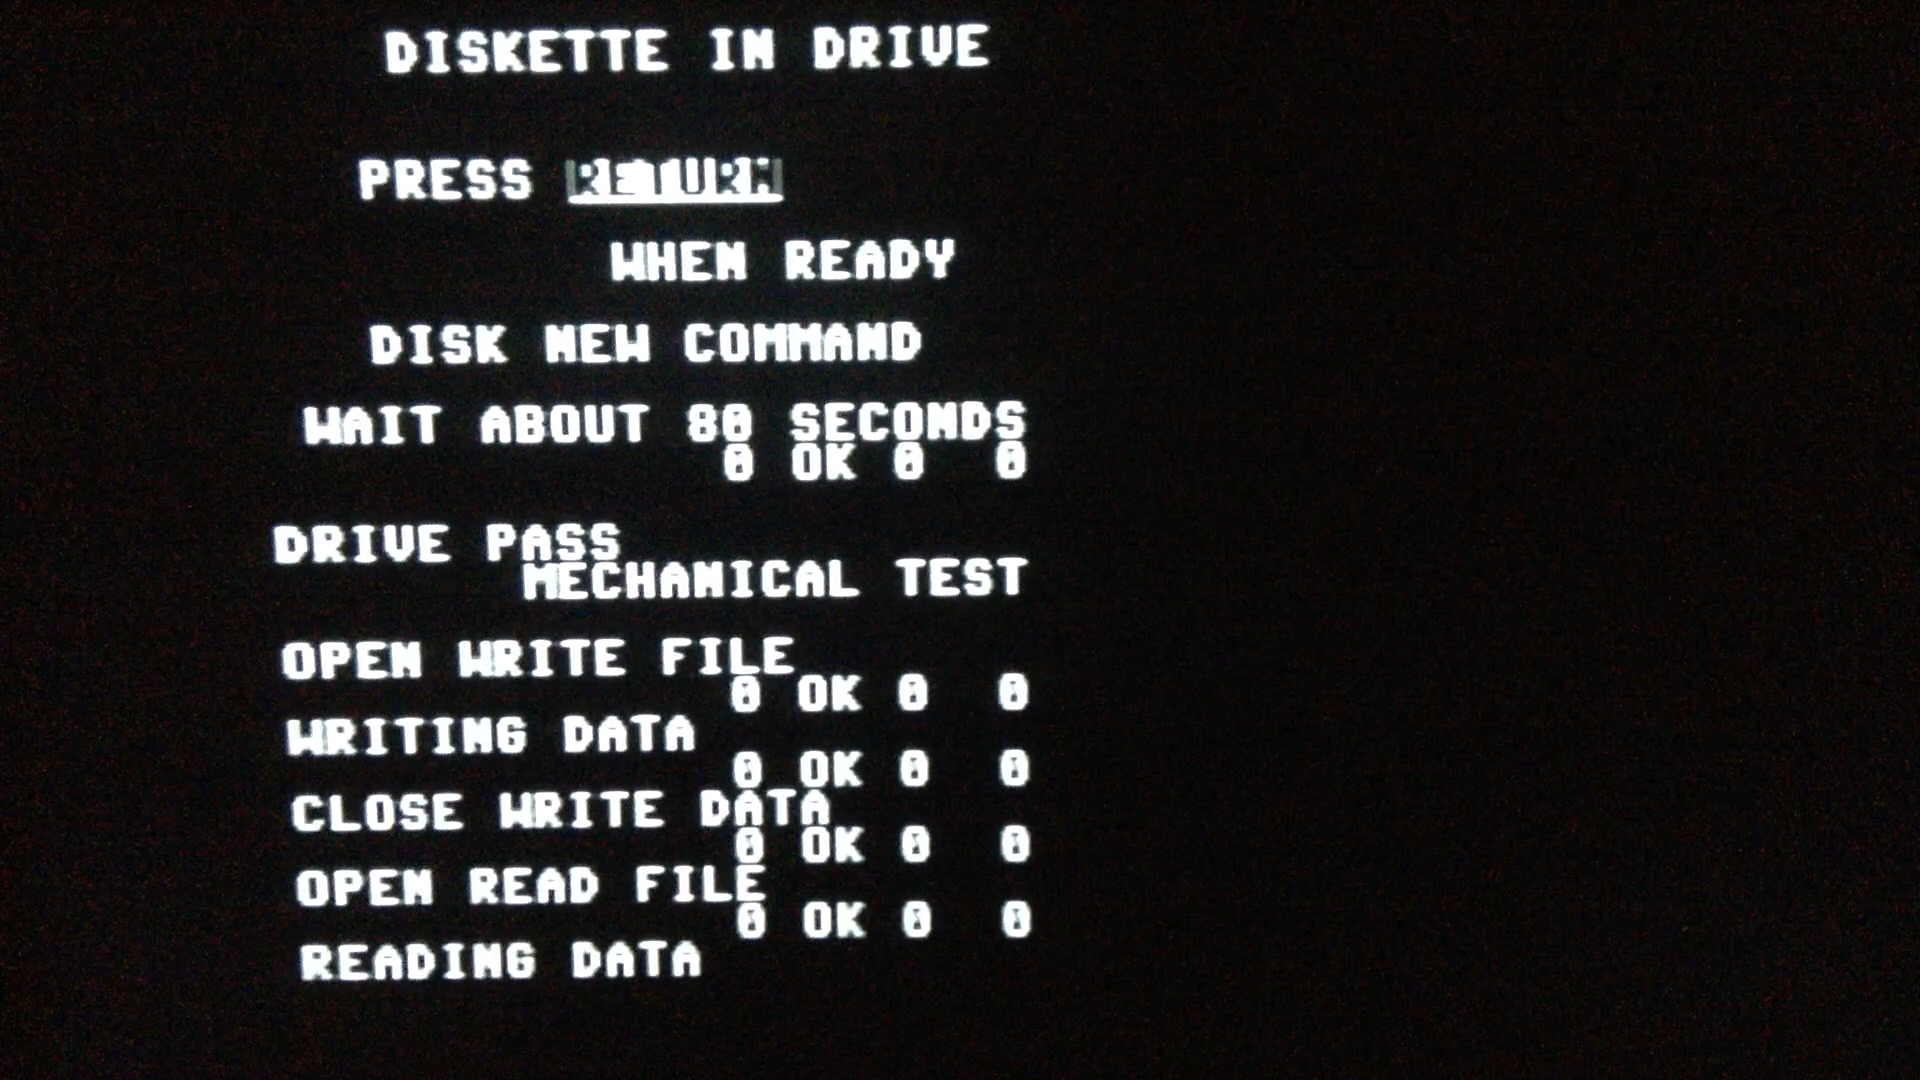 DISKETTE IN DRIVE
PRESS RETURN
WHEN READY
DISK NEW COMMAND
WAIT ABOUT 80 SECONDS
0 OK 0 0
DRIVE PASS
MECHANICAL TEST
OPEN WRITE FILE
0 OK 0 0
WRITING DATA
0 OK 0 0
CLOSE WRITE DATA
0 OK 0 0
OPEN READ FILE
0 OK 0 0
READING DATA